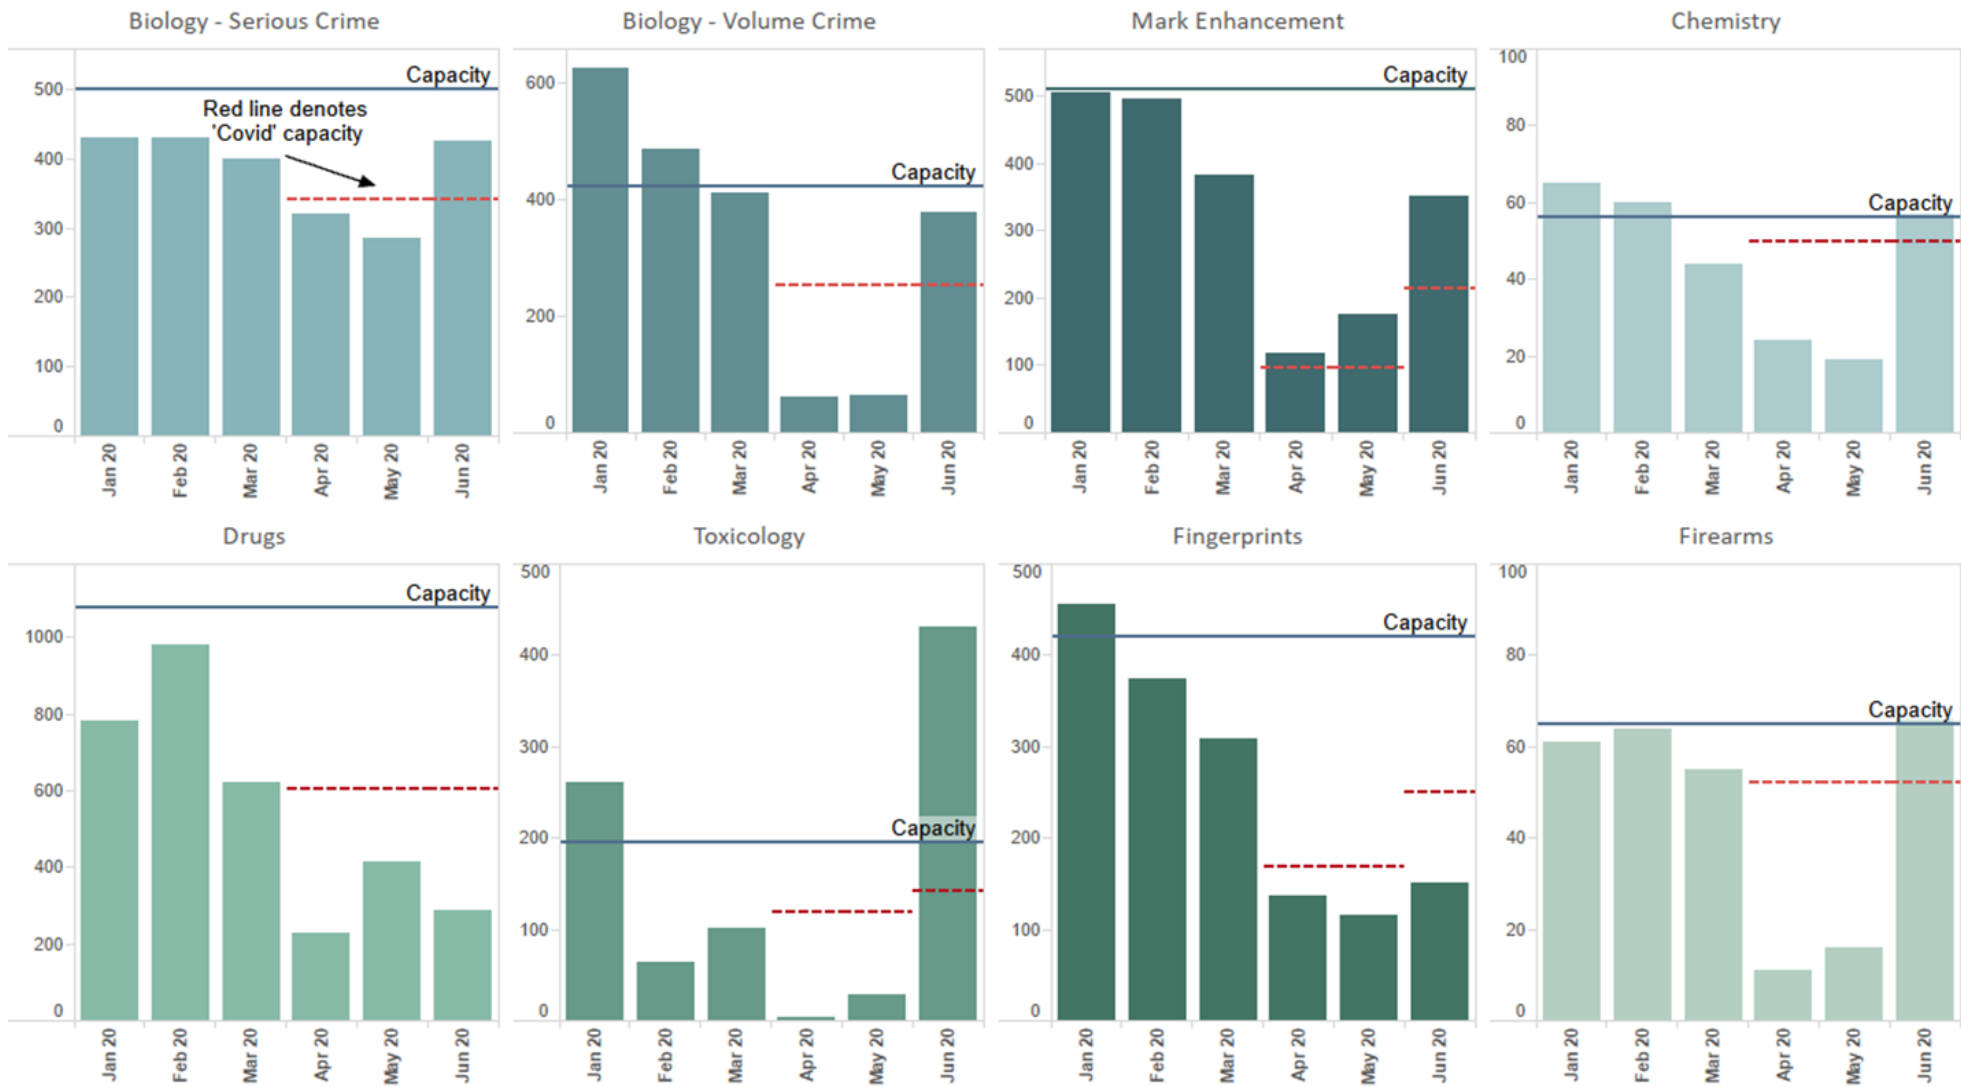 Biology - Serious Crime
Capacity
500
Red line denotes
'Covid' capacity
400
300
200
100
0
Jan 20
Feb 20
Mar 20
Apr 20
May 20
Jun 20
Biology - Volume Crime
600
Capacity
400
200
0
Jan 20
Feb 20
Mar 20
Apr 20
May 20
Jun 20
Mark Enhancement
Capacity
500
400
300
200
100
0
Jan 20
Feb 20
Mar 20
Apr 20
May 20
Jun 20
Chemistry
100
80
60
Capacity
40
20
0
Jan 20
Feb 20
Mar 20
Apr 20
May 20
Jun 20
Drugs
Capacity
1000
800
600
400
200
0
Jan 20
Feb 20
Mar 20
Apr 20
May 20
Jun 20
Toxicology
500
400
300
200
Capacity
100
0
Jan 20
Feb 20
Mar 20
Apr 20
May 20
Jun 20
Fingerprints
500
Capacity
400
300
200
100
0
Jan 20
Feb 20
Mar 20
Apr 20
May 20
Jun 20
Firearms
100
80
Capacity
60
40
20
0
Jan 20
Feb 20
Mar 20
Apr 20
May 20
Jun 20